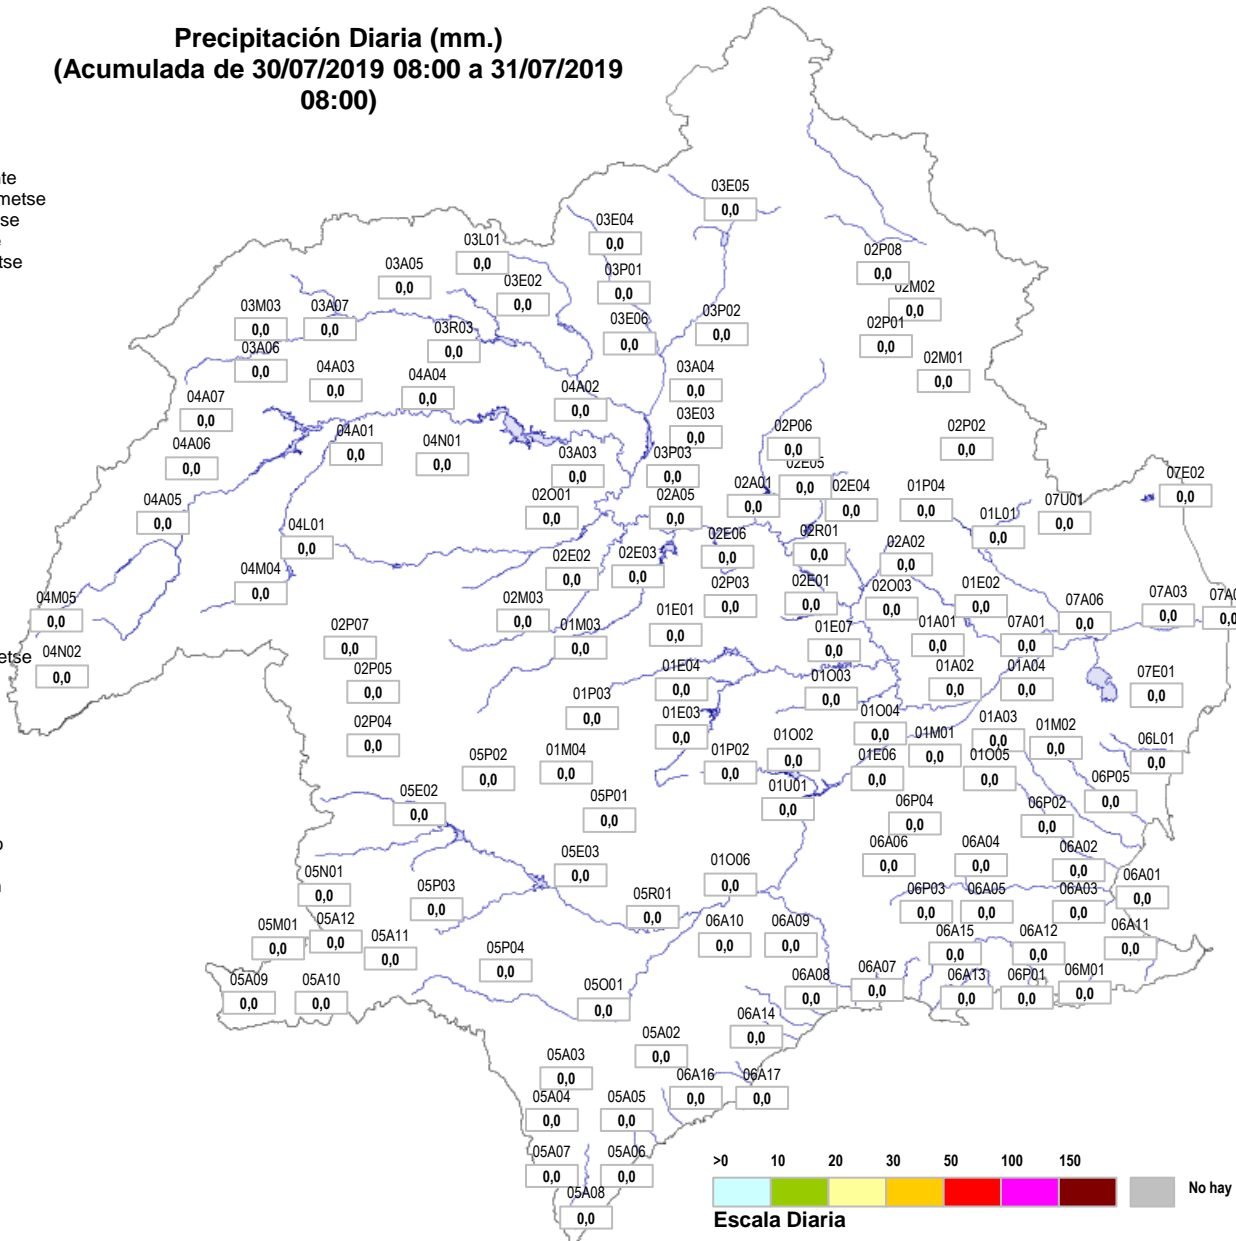 Precipitación Diaria (mm.)
(Acumulada de 30/07/2019 08:00 a 31/07/2019
08:00)
03E05
0,0
03E04
0,0
03L01
0,0
02P08
0,0
03A05
0,0
03P01
0,0
03E02
0,0
02M02
0,0
03M03
0,0
03A07
0,0
03P02
0,0
03E06
0,0
03R03
0,0
02P01
0,0
03A06
0,0
02M01
0,0
04A03
0,0
03A04
0,0
04A04
0,0
04A02
0,0
04A07
0,0
03E03
0,0
02P06
0,0
02P02
0,0
04A01
0,0
04A06
0,0
04N01
0,0
03A03
0,0
03P03
0,0
02E05
0,0
07E02
0,0
02A01
0,0
02E04
0,0
01P04
0,0
04A05
0,0
02O01
0,0
02A05
0,0
07U01
0,0
01L01
0,0
04L01
0,0
02E06
0,0
02R01
0,0
02A02
0,0
02E02
0,0
02E03
0,0
04M04
0,0
02P03
0,0
02E01
0,0
02O03
0,0
01E02
0,0
04M05
0,0
02M03
0,0
07A06
0,0
07A03
0,0
01E01
0,0
02P07
0,0
01M03
0,0
01E07
0,0
01A01
0,0
07A01
0,0
etse
04N02
0,0
02P05
0,0
01E04
0,0
01O03
0,0
01A02
0,0
01A04
0,0
07E01
0,0
01P03
0,0
01E03
0,0
02P04
0,0
01O04
0,0
01A03
0,0
01M02
0,0
01M01
0,0
06L01
0,0
05P02
0,0
01M04
0,0
01P02
0,0
01O02
0,0
01E06
0,0
01O05
0,0
05E02
0,0
05P01
0,0
01U01
0,0
06P05
0,0
06P04
0,0
06P02
0,0
05E03
0,0
01O06
0,0
06A06
0,0
06A04
0,0
06A02
0,0
05N01
0,0
05P03
0,0
05R01
0,0
06P03
0,0
06A05
0,0
06A03
0,0
06A01
0,0
05M01
0,0
05A12
0,0
05A11
0,0
06A10
0,0
06A09
0,0
06A15
0,0
06A12
0,0
06A11
0,0
05P04
0,0
05A09
0,0
05A10
0,0
05O01
0,0
06A08
0,0
06A07
0,0
06A13
0,0
06P01
0,0
06M01
0,0
06A14
0,0
05A02
0,0
05A03
0,0
06A16
0,0
06A17
0,0
05A04
0,0
05A05
0,0
05A07
0,0
05A06
0,0
05A08
0,0
>0 10 20 30 50 100 150
No hay
Escala Diaria